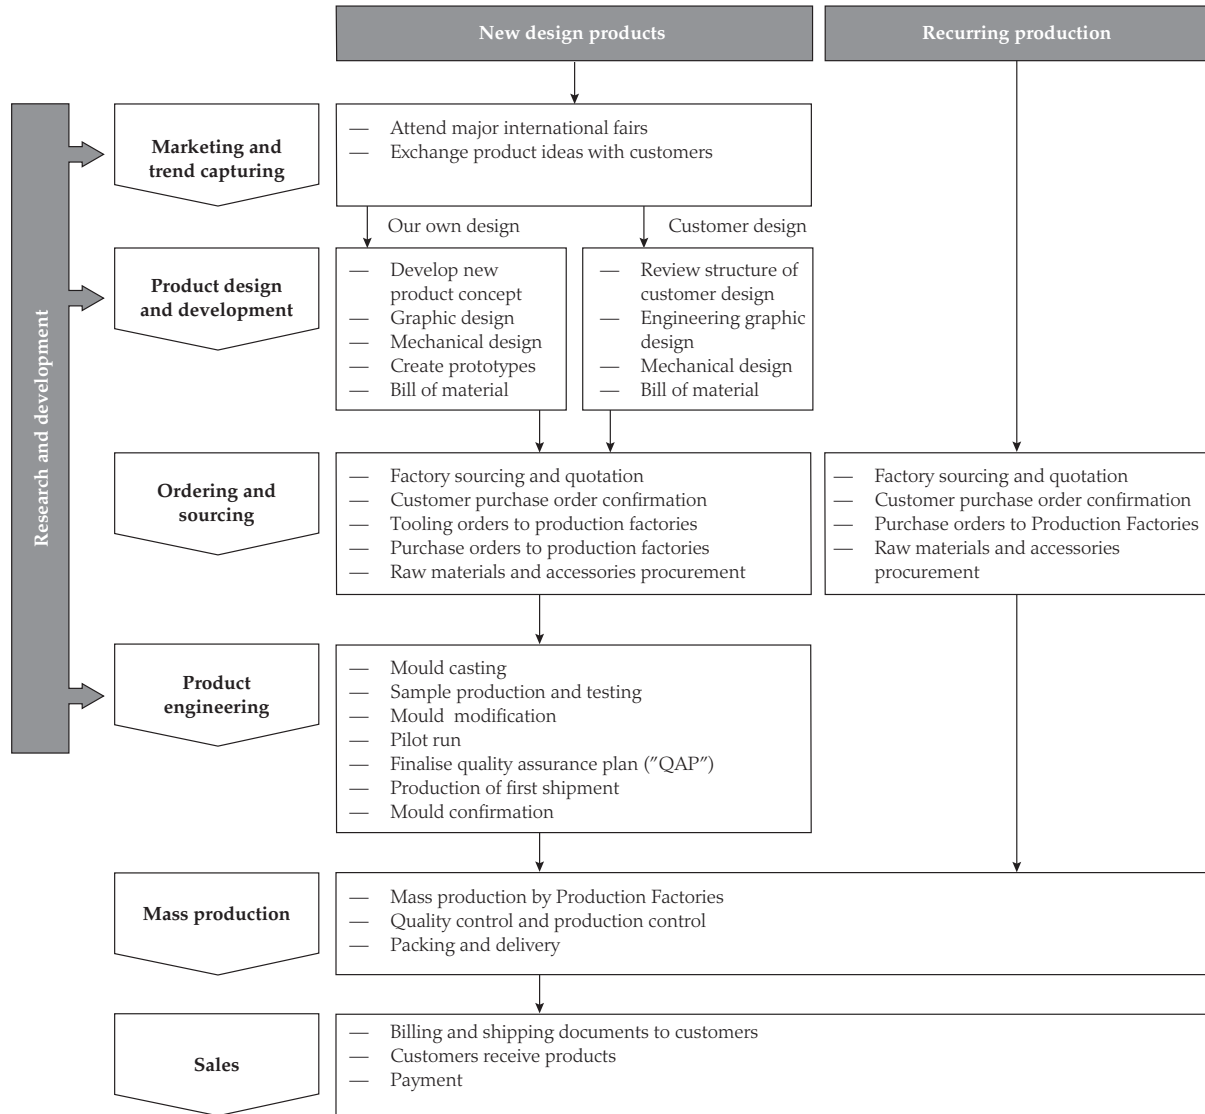 New design products
Recurring production
Research and development
Marketing and
trend capturing
— Attend major international fairs
— Exchange product ideas with customers
Our own design
Customer design
Product design
and development
— Develop new
product concept
— Graphic design
— Mechanical design
— Create prototypes
— Bill of material
— Review structure of
customer design
— Engineering graphic
design
— Mechanical design
— Bill of material
Ordering and
sourcing
— Factory sourcing and quotation
— Customer purchase order confirmation
— Tooling orders to production factories
— Purchase orders to production factories
— Raw materials and accessories procurement
— Factory sourcing and quotation
— Customer purchase order confirmation
— Purchase orders to Production Factories
— Raw materials and accessories
procurement
Product
engineering
— Mould casting
— Sample production and testing
— Mould modification
— Pilot run
— Finalise quality assurance plan ("QAP")
— Production of first shipment
— Mould confirmation
Mass production
— Mass production by Production Factories
— Quality control and production control
— Packing and delivery
Sales
— Billing and shipping documents to customers
— Customers receive products
— Payment